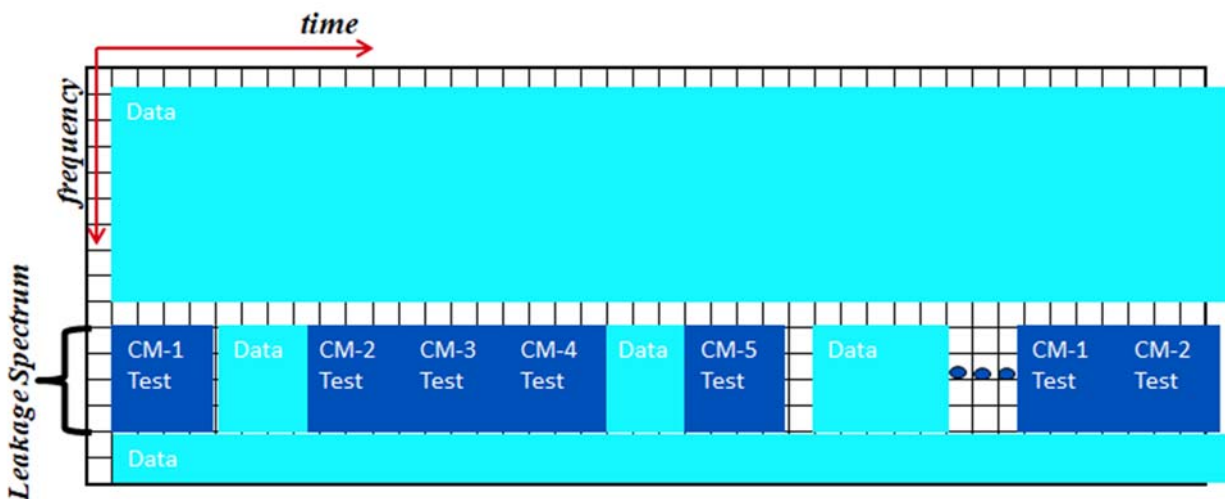 time
frequency
Data
Leakage Spectrum
CM-1
Test
Data
CM-2
Test
CM-3
Test
CM-4
Test
Data
CM-5
Test
Data
CM-1
Test
CM-2
Test
Data